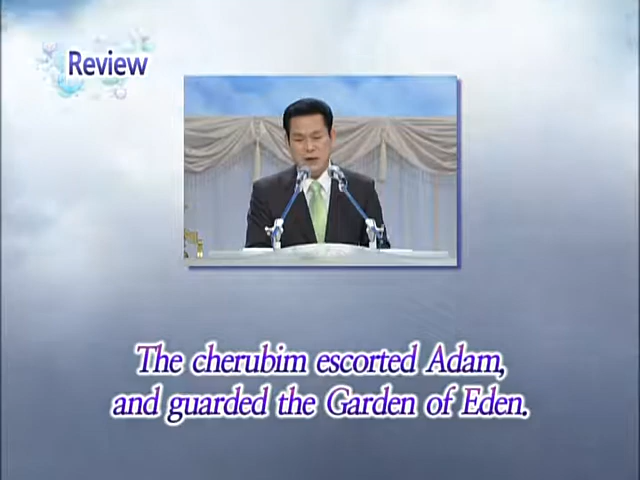 Review
The cherubim escorted Adam,
and guarded the Garden of Eden.